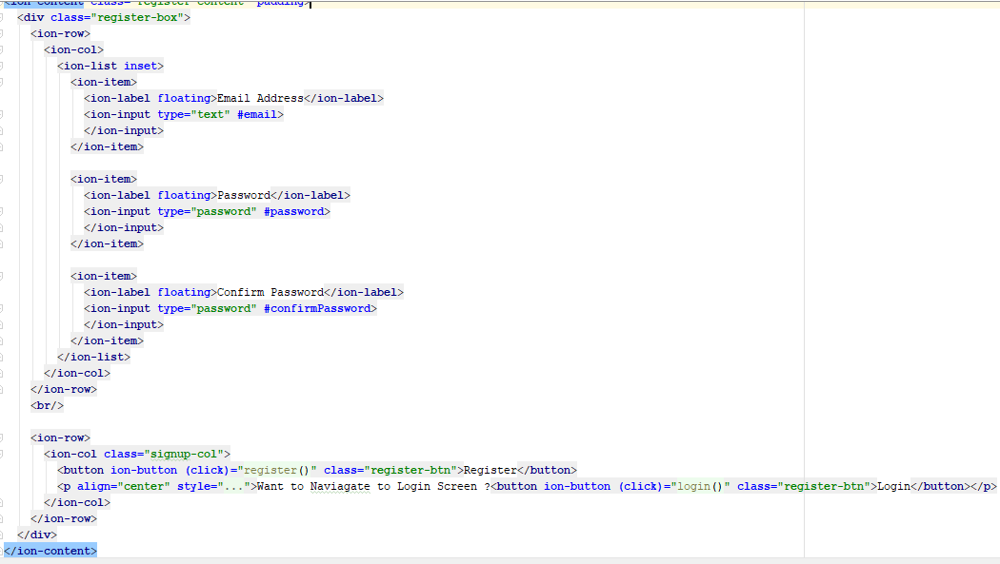 <ion-content class="register-content" padding>
<div class="register-box">
<ion-row>
<ion-col>
<ion-list inset>
<ion-item>
<ion-label floating>Email Address</ion-label>
<ion-input type="text" #email>
</ion-input>
</ion-item>
<ion-item>
<ion-label floating>Password</ion-label>
<ion-input type="password" #password>
</ion-input>
</ion-item>
<ion-item>
<ion-label floating>Confirm Password</ion-label>
<ion-input type="password" #confirmPassword>
</ion-input>
</ion-item>
</ion-list>
</ion-col>
</ion-row>
<br/>
<ion-row>
<ion-col class="signup-col">
<button ion-button (click)="register()" class="register-btn">Register</button>
<p align="center" style="...">Want to Naviagate to Login Screen ?<button ion-button (click)="login()" class="register-btn">Login</button></p>
</ion-col>
</ion-row>
</div>
</ion-content>